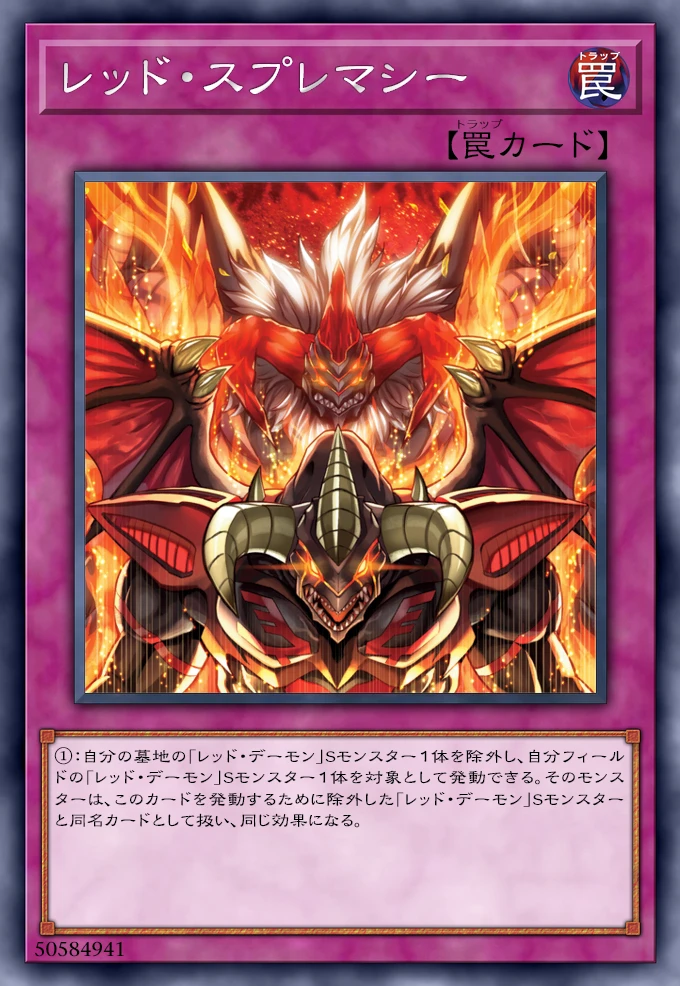 レッド・スプレマシー
トラップ
罠
トラップ
【罠カード】
①:自分の墓地の「レッド・デーモン」Sモンスター1体を除外し、自分フィール
ドの「レッド・デーモン」Sモンスター1体を対象として発動できる。そのモンス
ターは、このカードを発動するために除外した「レッド・デーモン」Sモンスター
と同名カードとして扱い、同じ効果になる。
50584941